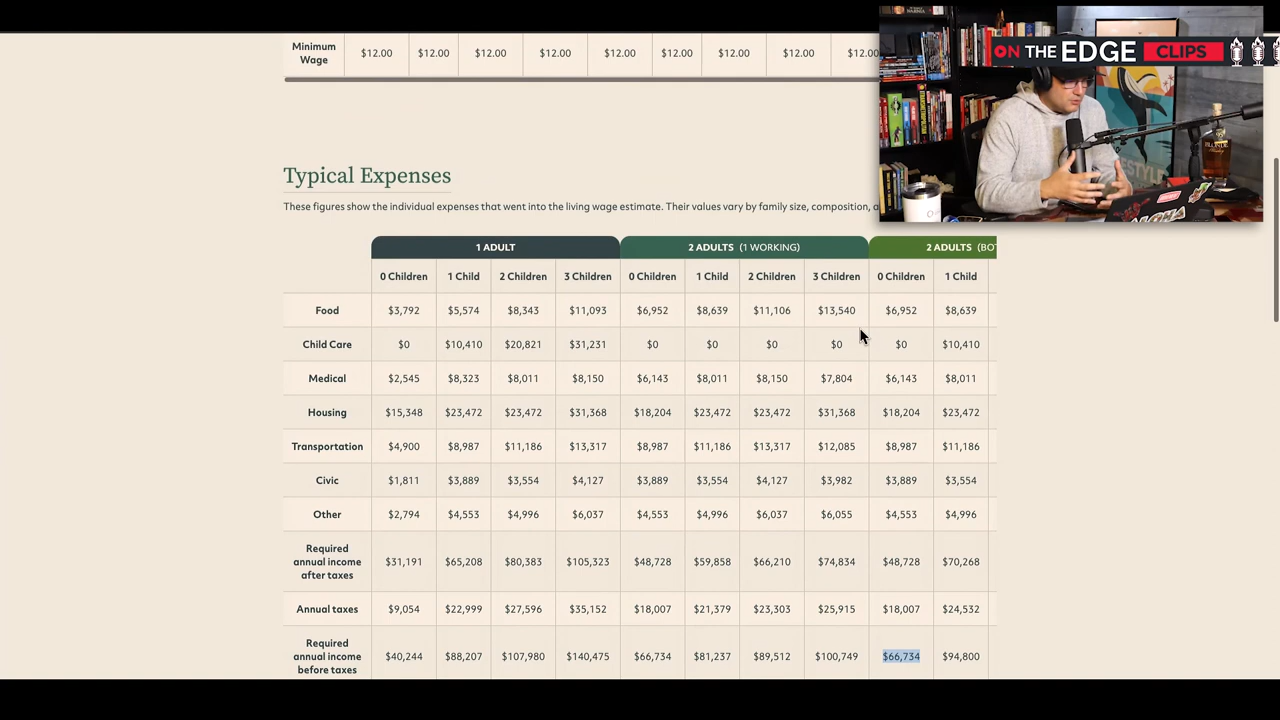 Minimum Wage $12.00 $12.00 $12.00 $12.00 $12.00 $12.00 $12.00 $12.00 $12.00
ON THE EDGE CLIPS
Typical Expenses
These figures show the individual expenses that went into the living wage estimate. Their values vary by family size, composition,
1 ADULT 2 ADULTS (1 WORKING) 2 ADULTS (BOT
0 Children 1 Child 2 Children 3 Children 0 Children 1 Child 2 Children 3 Children 0 Children 1 Child
Food $3,792 $5,574 $8,343 $11,093 $6,952 $8,639 $11,106 $13,540 $6,952 $8,639
Child Care $0 $10,410 $20,821 $31,231 $0 $0 $0 $0 $0 $10,410
Medical $2,545 $8,323 $8,011 $8,150 $6,143 $8,011 $8,150 $7,804 $6,143 $8,011
Housing $15,348 $23,472 $23,472 $31,368 $18,204 $23,472 $23,472 $31,368 $18,204 $23,472
Transportation $4,900 $8,987 $11,186 $13,317 $8,987 $11,186 $13,317 $12,085 $8,987 $11,186
Civic $1,811 $3,889 $3,554 $4,127 $3,889 $3,554 $4,127 $3,982 $3,889 $3,554
Other $2,794 $4,553 $4,996 $6,037 $4,553 $4,996 $6,037 $6,055 $4,553 $4,996
Required annual income after taxes $31,191 $65,208 $80,383 $105,323 $48,728 $59,858 $66,210 $74,834 $48,728 $70,268
Annual taxes $9,054 $22,999 $27,596 $35,152 $18,007 $21,379 $23,303 $25,915 $18,007 $24,532
Required annual income before taxes $40,244 $88,207 $107,980 $140,475 $66,734 $81,237 $89,512 $100,749 $66,734 $94,800